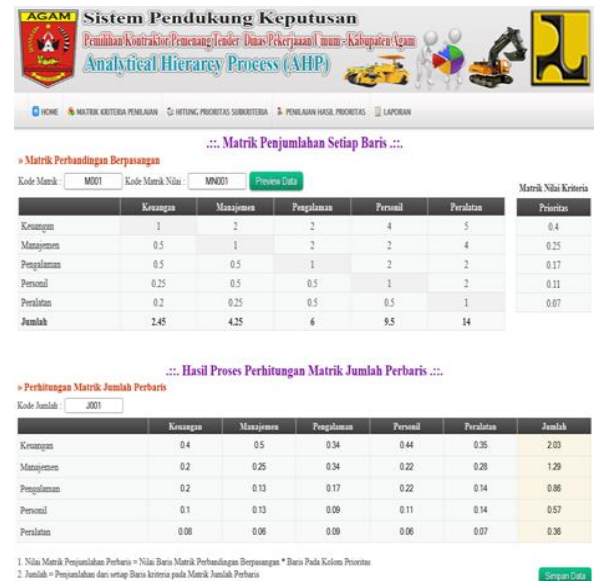 AGAM
Sistem Pendukung Keputusan
Pemilihan Kontraktor Pemenang Tender Dinas Pekerjaan Umum - Kabupaten Agam
Analytical Hierarcy Process (AHP)
HOME MATRIK KRITERIA PENILAIAN HITUNG PRIORITAS SUBKRITERIA PENILAIAN HASIL PRIORITAS LAPORAN
.::. Matrik Penjumlahan Setiap Baris .::.
» Matrik Perbandingan Berpasangan
Kode Matrik : M001 Kode Matrik Nilai : MN001 Preview Data
Matrik Nilai Kriteria
Keuangan Manajemen Pengalaman Personil Peralatan Prioritas
Keuangan 1 2 2 4 5 0.4
Manajemen 0.5 1 2 2 4 0.25
Pengalaman 0.5 0.5 1 2 2 0.17
Personil 0.25 0.5 0.5 1 2 0.11
Peralatan 0.2 0.25 0.5 0.5 1 0.07
Jumlah 2.45 4.25 6 9.5 14
.::. Hasil Proses Perhitungan Matrik Jumlah Perbaris .::.
» Perhitungan Matrik Jumlah Perbaris
Kode Jumlah : J001
Keuangan Manajemen Pengalaman Personil Peralatan Jumlah
Keuangan 0.4 0.5 0.34 0.44 0.35 2.03
Manajemen 0.2 0.25 0.34 0.22 0.28 1.29
Pengalaman 0.2 0.13 0.17 0.22 0.14 0.86
Personil 0.1 0.13 0.09 0.11 0.14 0.57
Peralatan 0.08 0.06 0.09 0.06 0.07 0.36
1. Nilai Matrik Penjumlahan Perbaris = Nilai Baris Matrik Perbandingan Berpasangan * Baris Pada Kolom Prioritas
2. Jumlah = Penjumlahan dari setiap Baris kriteria pada Matrik Jumlah Perbaris
Simpan Data